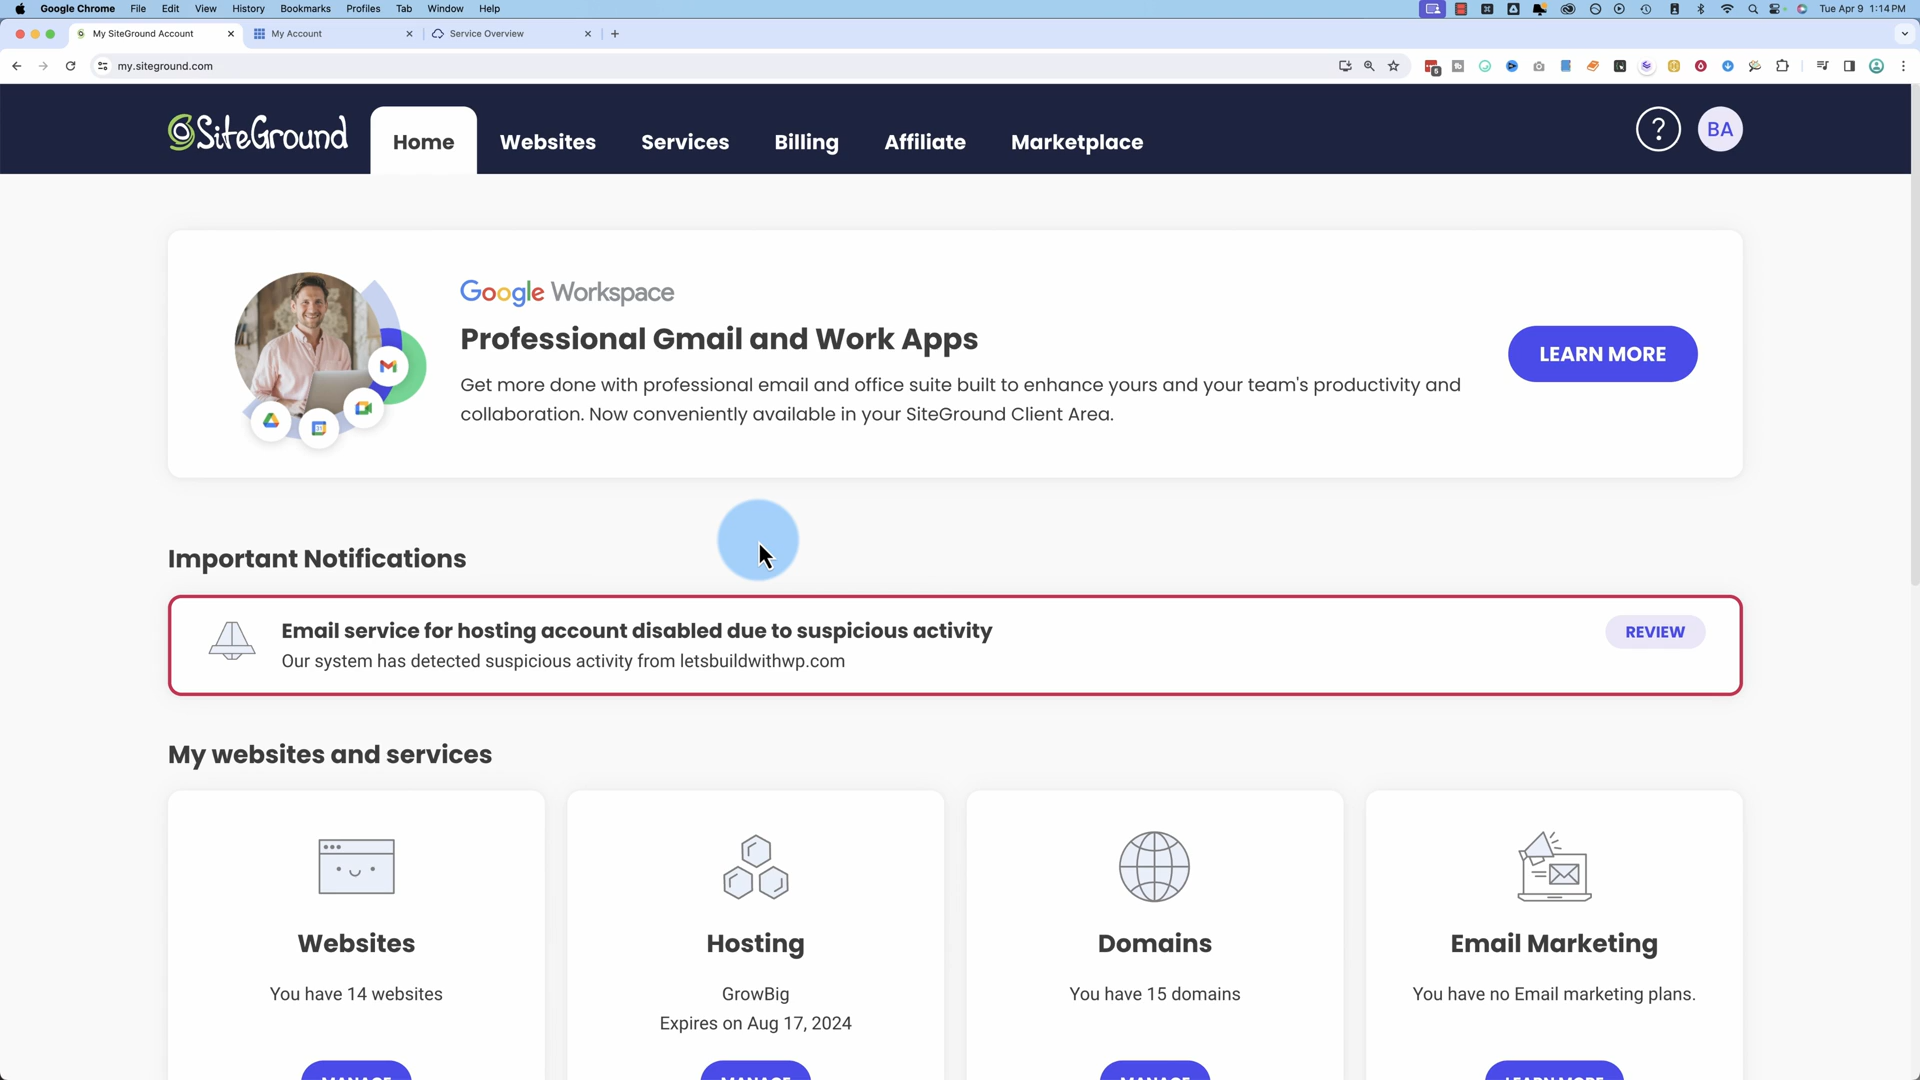 Google Chrome File Edit View History Bookmarks Profiles Tab Window Help Tue Apr 9 1:14 PM
My SiteGround Account My Account Service Overview
my.siteground.com
SiteGround Home Websites Services Billing Affiliate Marketplace ? BA
Google Workspace
Professional Gmail and Work Apps
Get more done with professional email and office suite built to enhance yours and your team's productivity and
collaboration. Now conveniently available in your SiteGround Client Area.
LEARN MORE
Important Notifications
Email service for hosting account disabled due to suspicious activity
Our system has detected suspicious activity from letsbuildwithwp.com
REVIEW
My websites and services
Websites
You have 14 websites
MANAGE
Hosting
GrowBig
Expires on Aug 17, 2024
MANAGE
Domains
You have 15 domains
MANAGE
Email Marketing
You have no Email marketing plans.
LEARN MORE